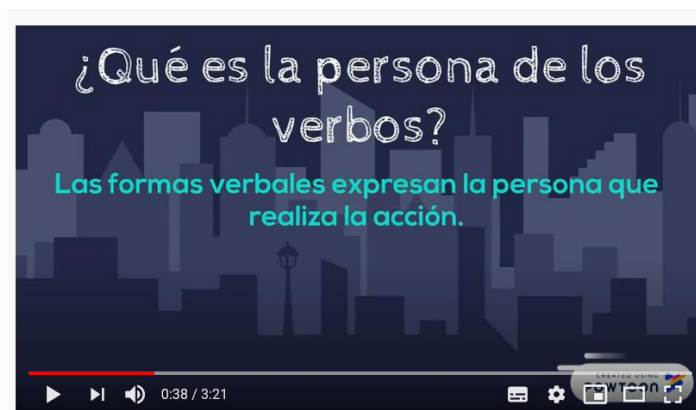 ¿Qué es la persona de los
verbos?
Las formas verbales expresan la persona que
realiza la acción.
CREATED USING
POWTOON
0:38 / 3:21